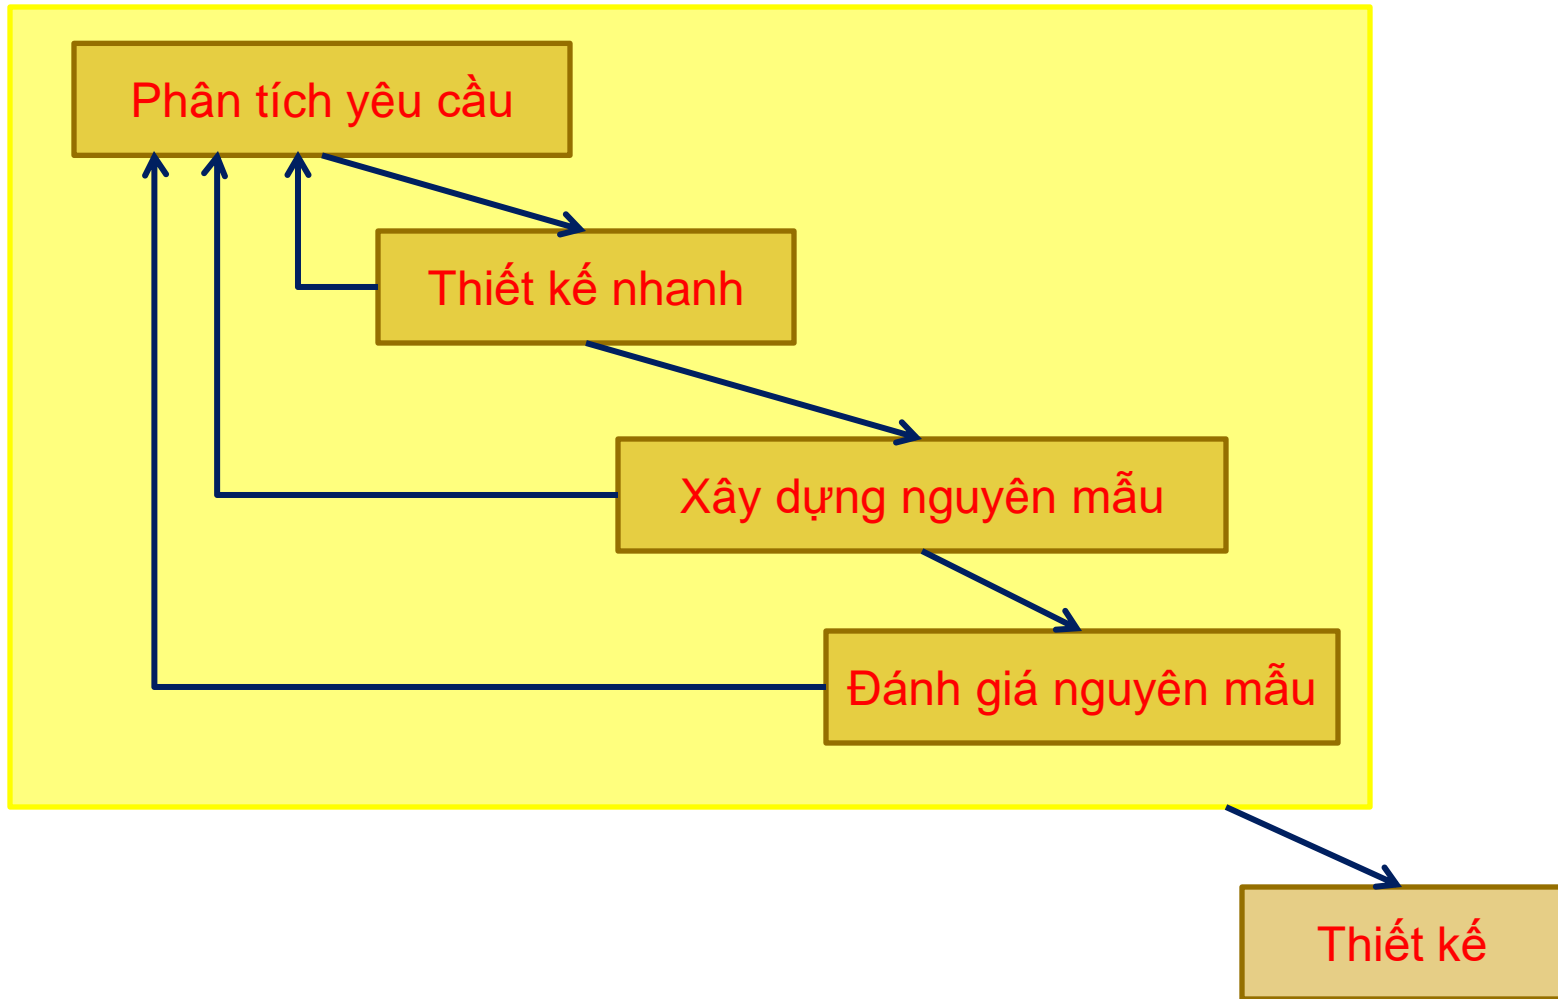 Phân tích yêu cầu
Thiết kế nhanh
Xây dựng nguyên mẫu
Đánh giá nguyên mẫu
Thiết kế